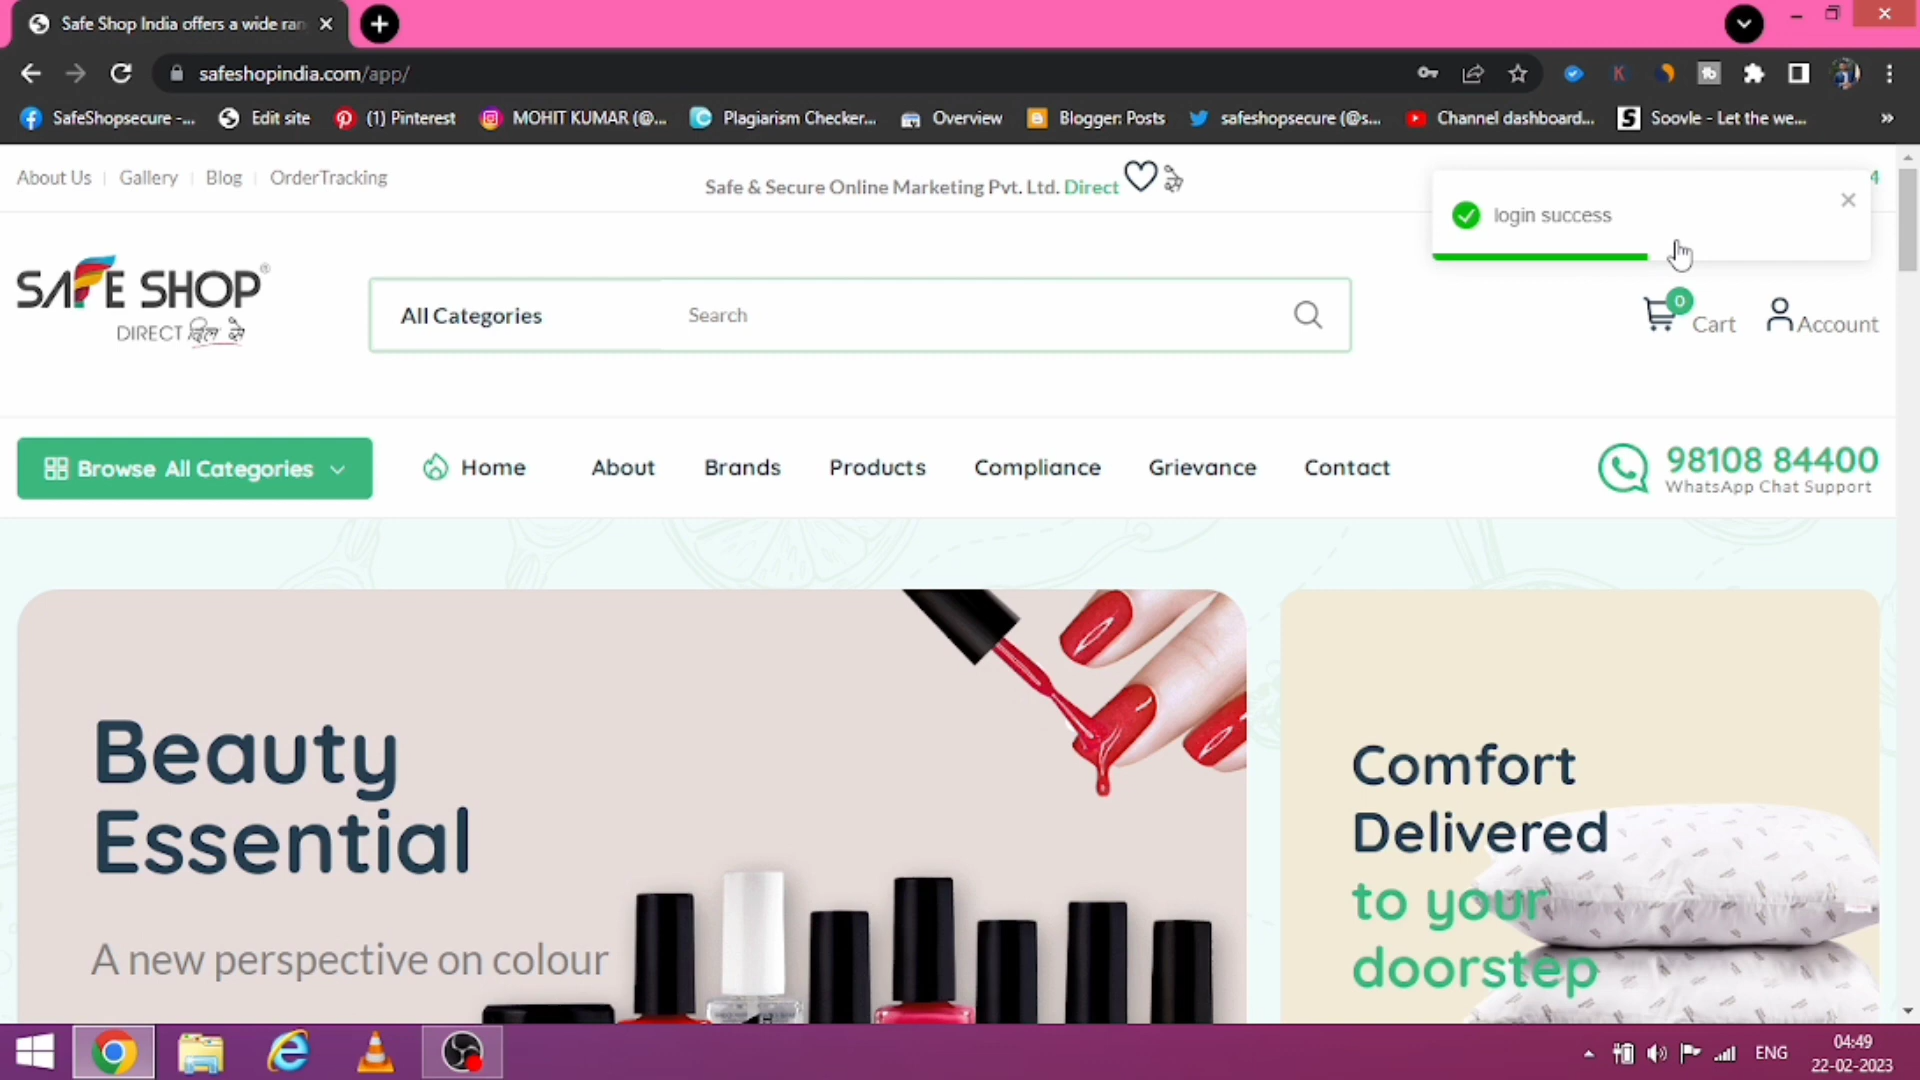 Safe Shop India offers a wide ran
safeshopindia.com/app/
SafeShopsecure -... Edit site (1) Pinterest MOHIT KUMAR (@... Plagiarism Checker... Overview Blogger: Posts safeshopsecure (@s... Channel dashboard... Soovle - Let the we... »
About Us | Gallery | Blog | OrderTracking
Safe & Secure Online Marketing Pvt. Ltd. Direct से
4
login success
SAFE SHOP®
DIRECT दिल से
All Categories Search
0 Cart Account
Browse All Categories Home About Brands Products Compliance Grievance Contact
98108 84400
WhatsApp Chat Support
Beauty
Essential
A new perspective on colour
Comfort
Delivered
to your
doorstep
ENG
04:49
22-02-2023